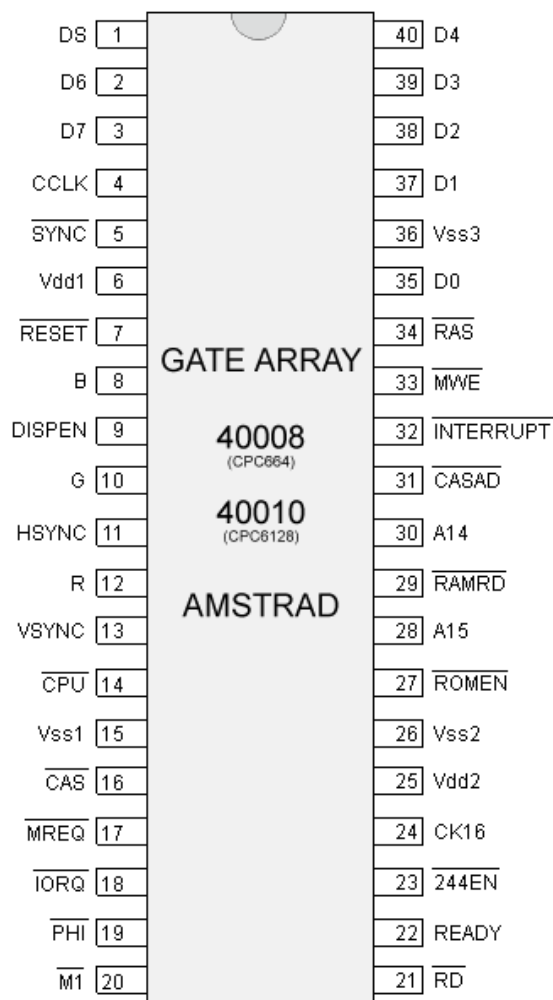 DS 1 40 D4
D6 2 39 D3
D7 3 38 D2
CCLK 4 37 D1
SYNC 5 36 Vss3
Vdd1 6 35 D0
RESET 7 34 RAS
GATE ARRAY
B 8 33 MWE
DISPEN 9 32 INTERRUPT
40008
(CPC664)
G 10 31 CASAD
40010
(CPC6128)
HSYNC 11 30 A14
R 12 29 RAMRD
AMSTRAD
VSYNC 13 28 A15
CPU 14 27 ROMEN
Vss1 15 26 Vss2
CAS 16 25 Vdd2
MREQ 17 24 CK16
IORQ 18 23 244EN
PHI 19 22 READY
M1 20 21 RD